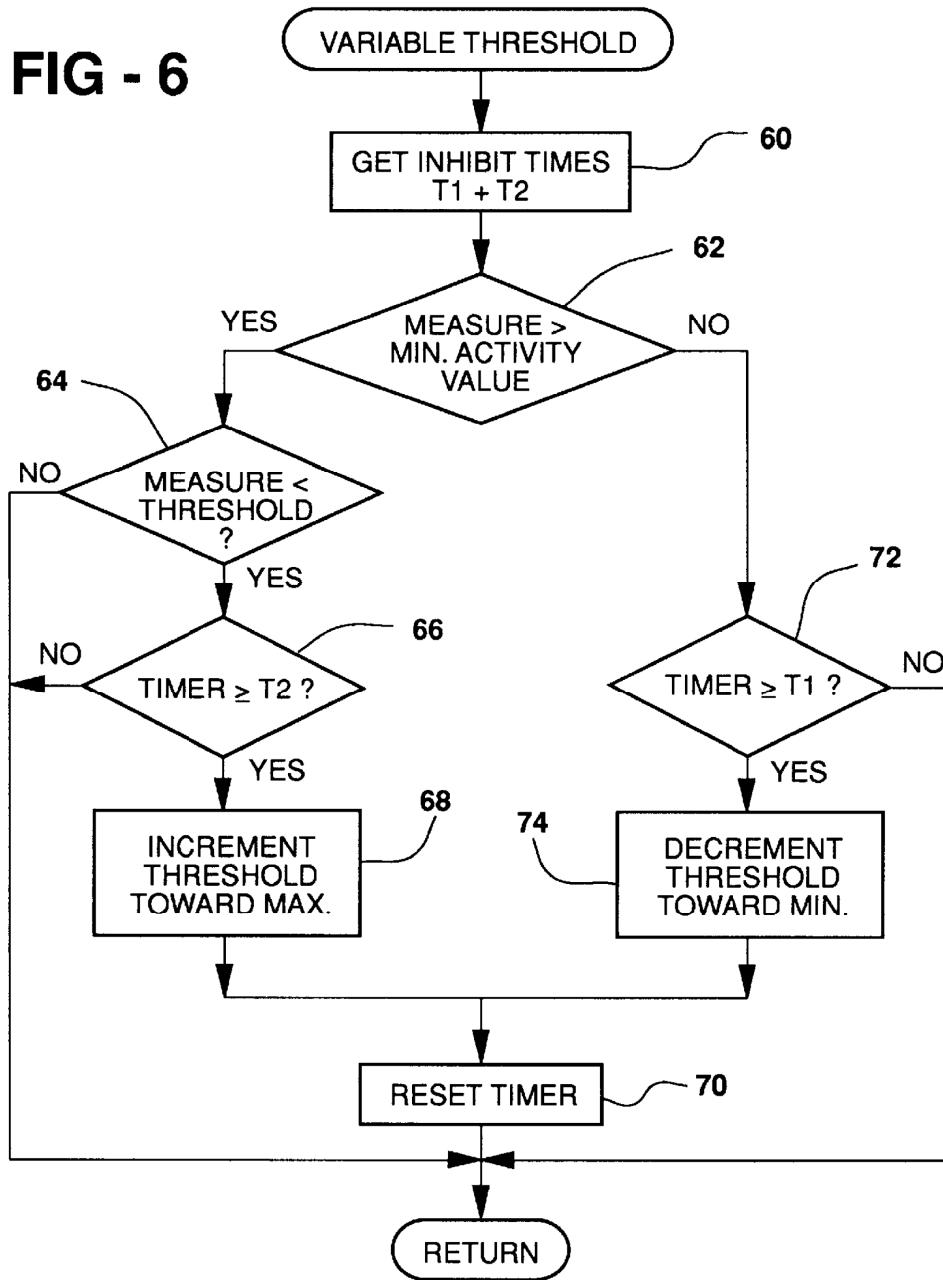 FIG - 6
VARIABLE THRESHOLD
60
GET INHIBIT TIMES
T1 + T2
62
YES
MEASURE >
MIN. ACTIVITY
VALUE
NO
64
NO
MEASURE <
THRESHOLD
?
YES
72
66
NO
TIMER ≥ T2 ?
TIMER ≥ T1 ?
NO
YES
YES
68
INCREMENT
THRESHOLD
TOWARD MAX.
74
DECREMENT
THRESHOLD
TOWARD MIN.
RESET TIMER
70
RETURN